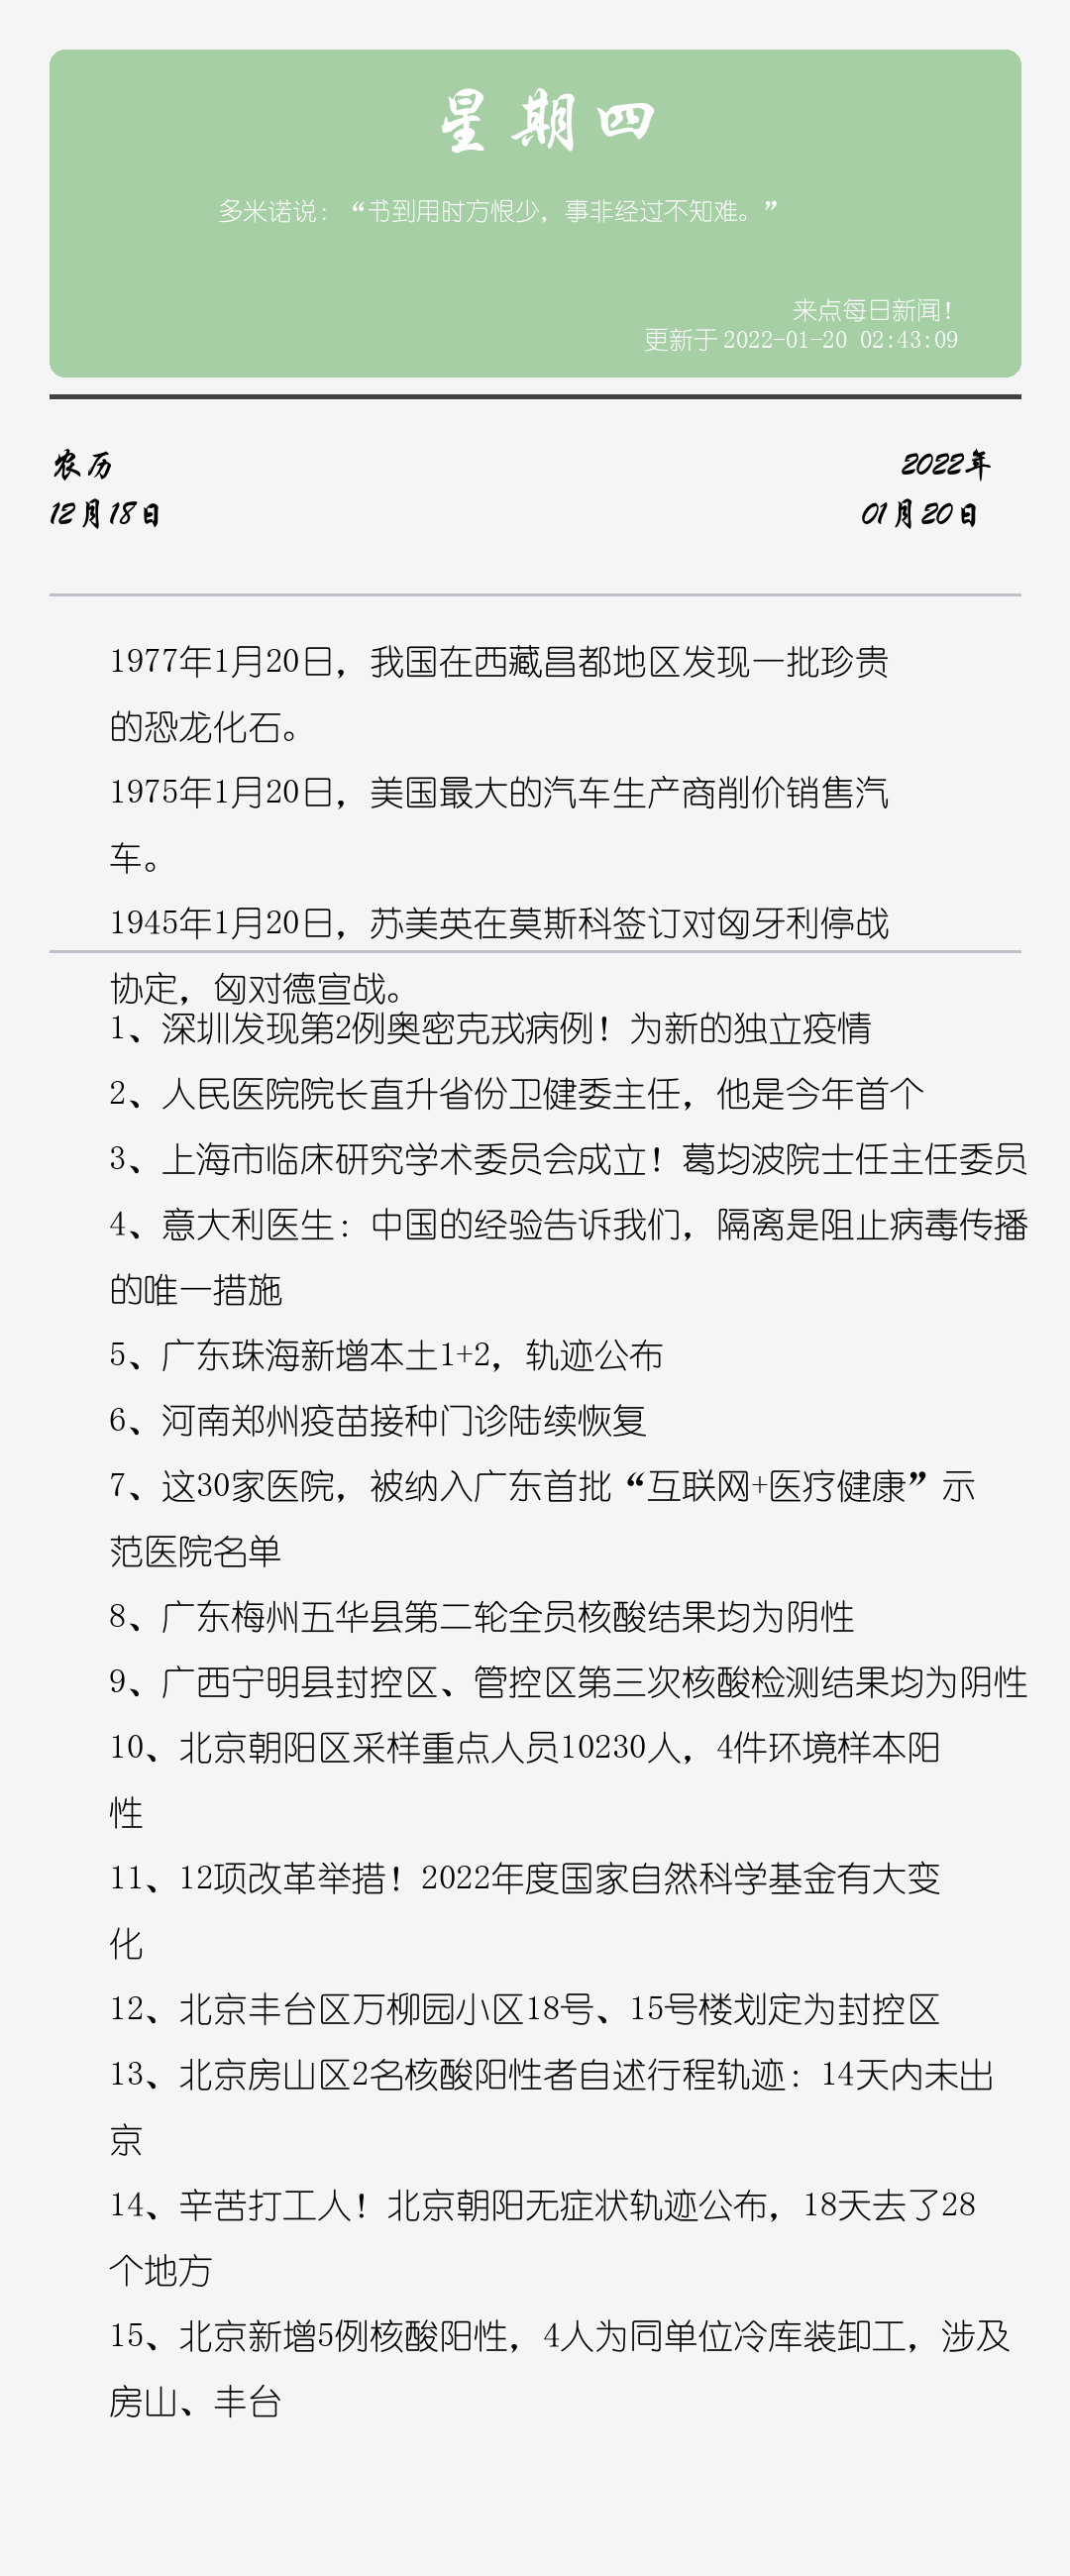 星期四
多米诺说：“书到用时方恨少，事非经过不知难。”
来点每日新闻！
更新于 2022-01-20 02:43:09
农历
2022年
12月18日
01月20日
1977年1月20日，我国在西藏昌都地区发现一批珍贵
的恐龙化石。
1975年1月20日，美国最大的汽车生产商削价销售汽
车。
1945年1月20日，苏美英在莫斯科签订对匈牙利停战
协定，匈对德宣战。
1、深圳发现第2例奥密克戎病例！为新的独立疫情
2、人民医院院长直升省份卫健委主任，他是今年首个
3、上海市临床研究学术委员会成立！葛均波院士任主任委员
4、意大利医生：中国的经验告诉我们，隔离是阻止病毒传播
的唯一措施
5、广东珠海新增本土1+2，轨迹公布
6、河南郑州疫苗接种门诊陆续恢复
7、这30家医院，被纳入广东首批“互联网+医疗健康”示
范医院名单
8、广东梅州五华县第二轮全员核酸结果均为阴性
9、广西宁明县封控区、管控区第三次核酸检测结果均为阴性
10、北京朝阳区采样重点人员10230人，4件环境样本阳
性
11、12项改革举措！2022年度国家自然科学基金有大变
化
12、北京丰台区万柳园小区18号、15号楼划定为封控区
13、北京房山区2名核酸阳性者自述行程轨迹：14天内未出
京
14、辛苦打工人！北京朝阳无症状轨迹公布，18天去了28
个地方
15、北京新增5例核酸阳性，4人为同单位冷库装卸工，涉及
房山、丰台